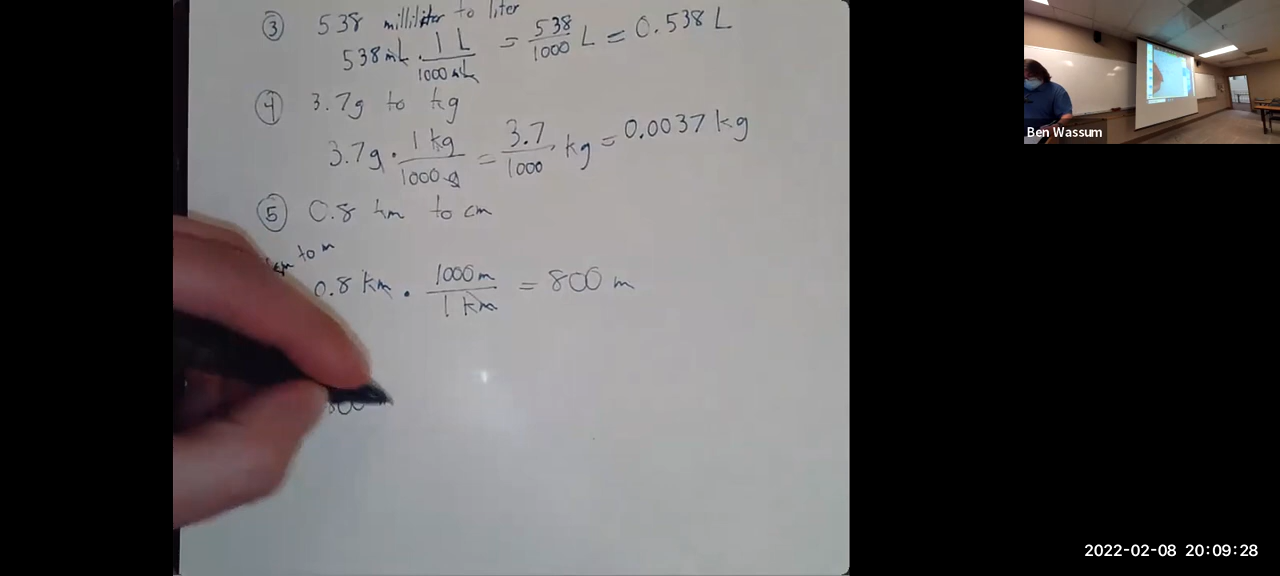 ③ 538 milliliter to liter
538 mL · 1 L / 1000 mL = 538 / 1000 L = 0.538 L
④ 3.7g to kg
3.7g · 1 kg / 1000 g = 3.7 / 1000 kg = 0.0037 kg
⑤ 0.8 km to cm
to m
0.8 km · 1000 m / 1 km = 800 m
Ben Wassum
2022-02-08 20:09:28